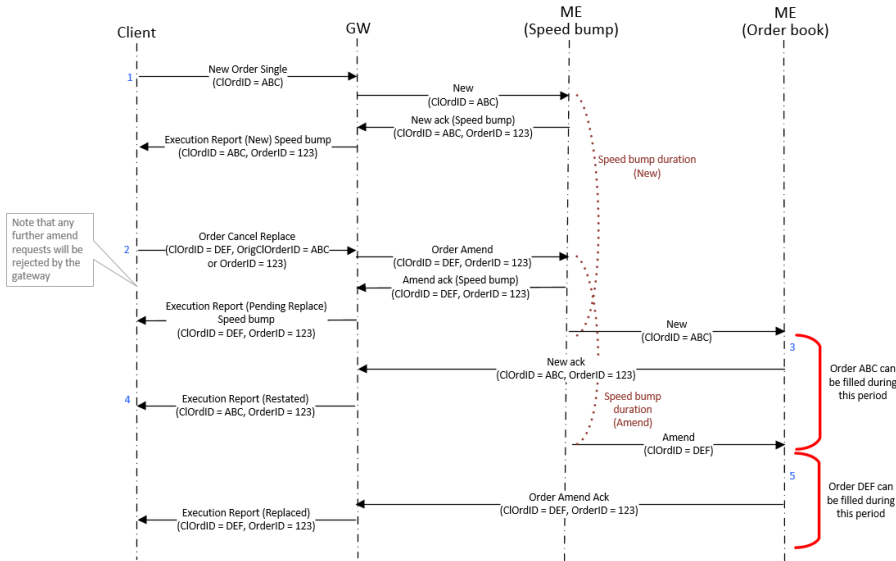 Client
GW
ME
(Speed bump)
ME
(Order book)
1
New Order Single
(ClOrdID = ABC)
New
(ClOrdID = ABC)
New ack (Speed bump)
(ClOrdID = ABC, OrderID = 123)
Execution Report (New) Speed bump
(ClOrdID = ABC, OrderID = 123)
Speed bump duration
(New)
Note that any
further amend
requests will be
rejected by the
gateway
2
Order Cancel Replace
(ClOrdID = DEF, OrigClOrderID = ABC
or OrderID = 123)
Order Amend
(ClOrdID = DEF, OrderID = 123)
Amend ack (Speed bump)
(ClOrdID = DEF, OrderID = 123)
Execution Report (Pending Replace)
Speed bump
(ClOrdID = DEF, OrderID = 123)
New
(ClOrdID = ABC)
3
New ack
(ClOrdID = ABC, OrderID = 123)
Order ABC can
be filled during
this period
4
Execution Report (Restated)
(ClOrdID = ABC, OrderID = 123)
Speed bump
duration
(Amend)
Amend
(ClOrdID = DEF)
5
Order Amend Ack
(ClOrdID = DEF, OrderID = 123)
Order DEF can
be filled during
this period
Execution Report (Replaced)
(ClOrdID = DEF, OrderID = 123)